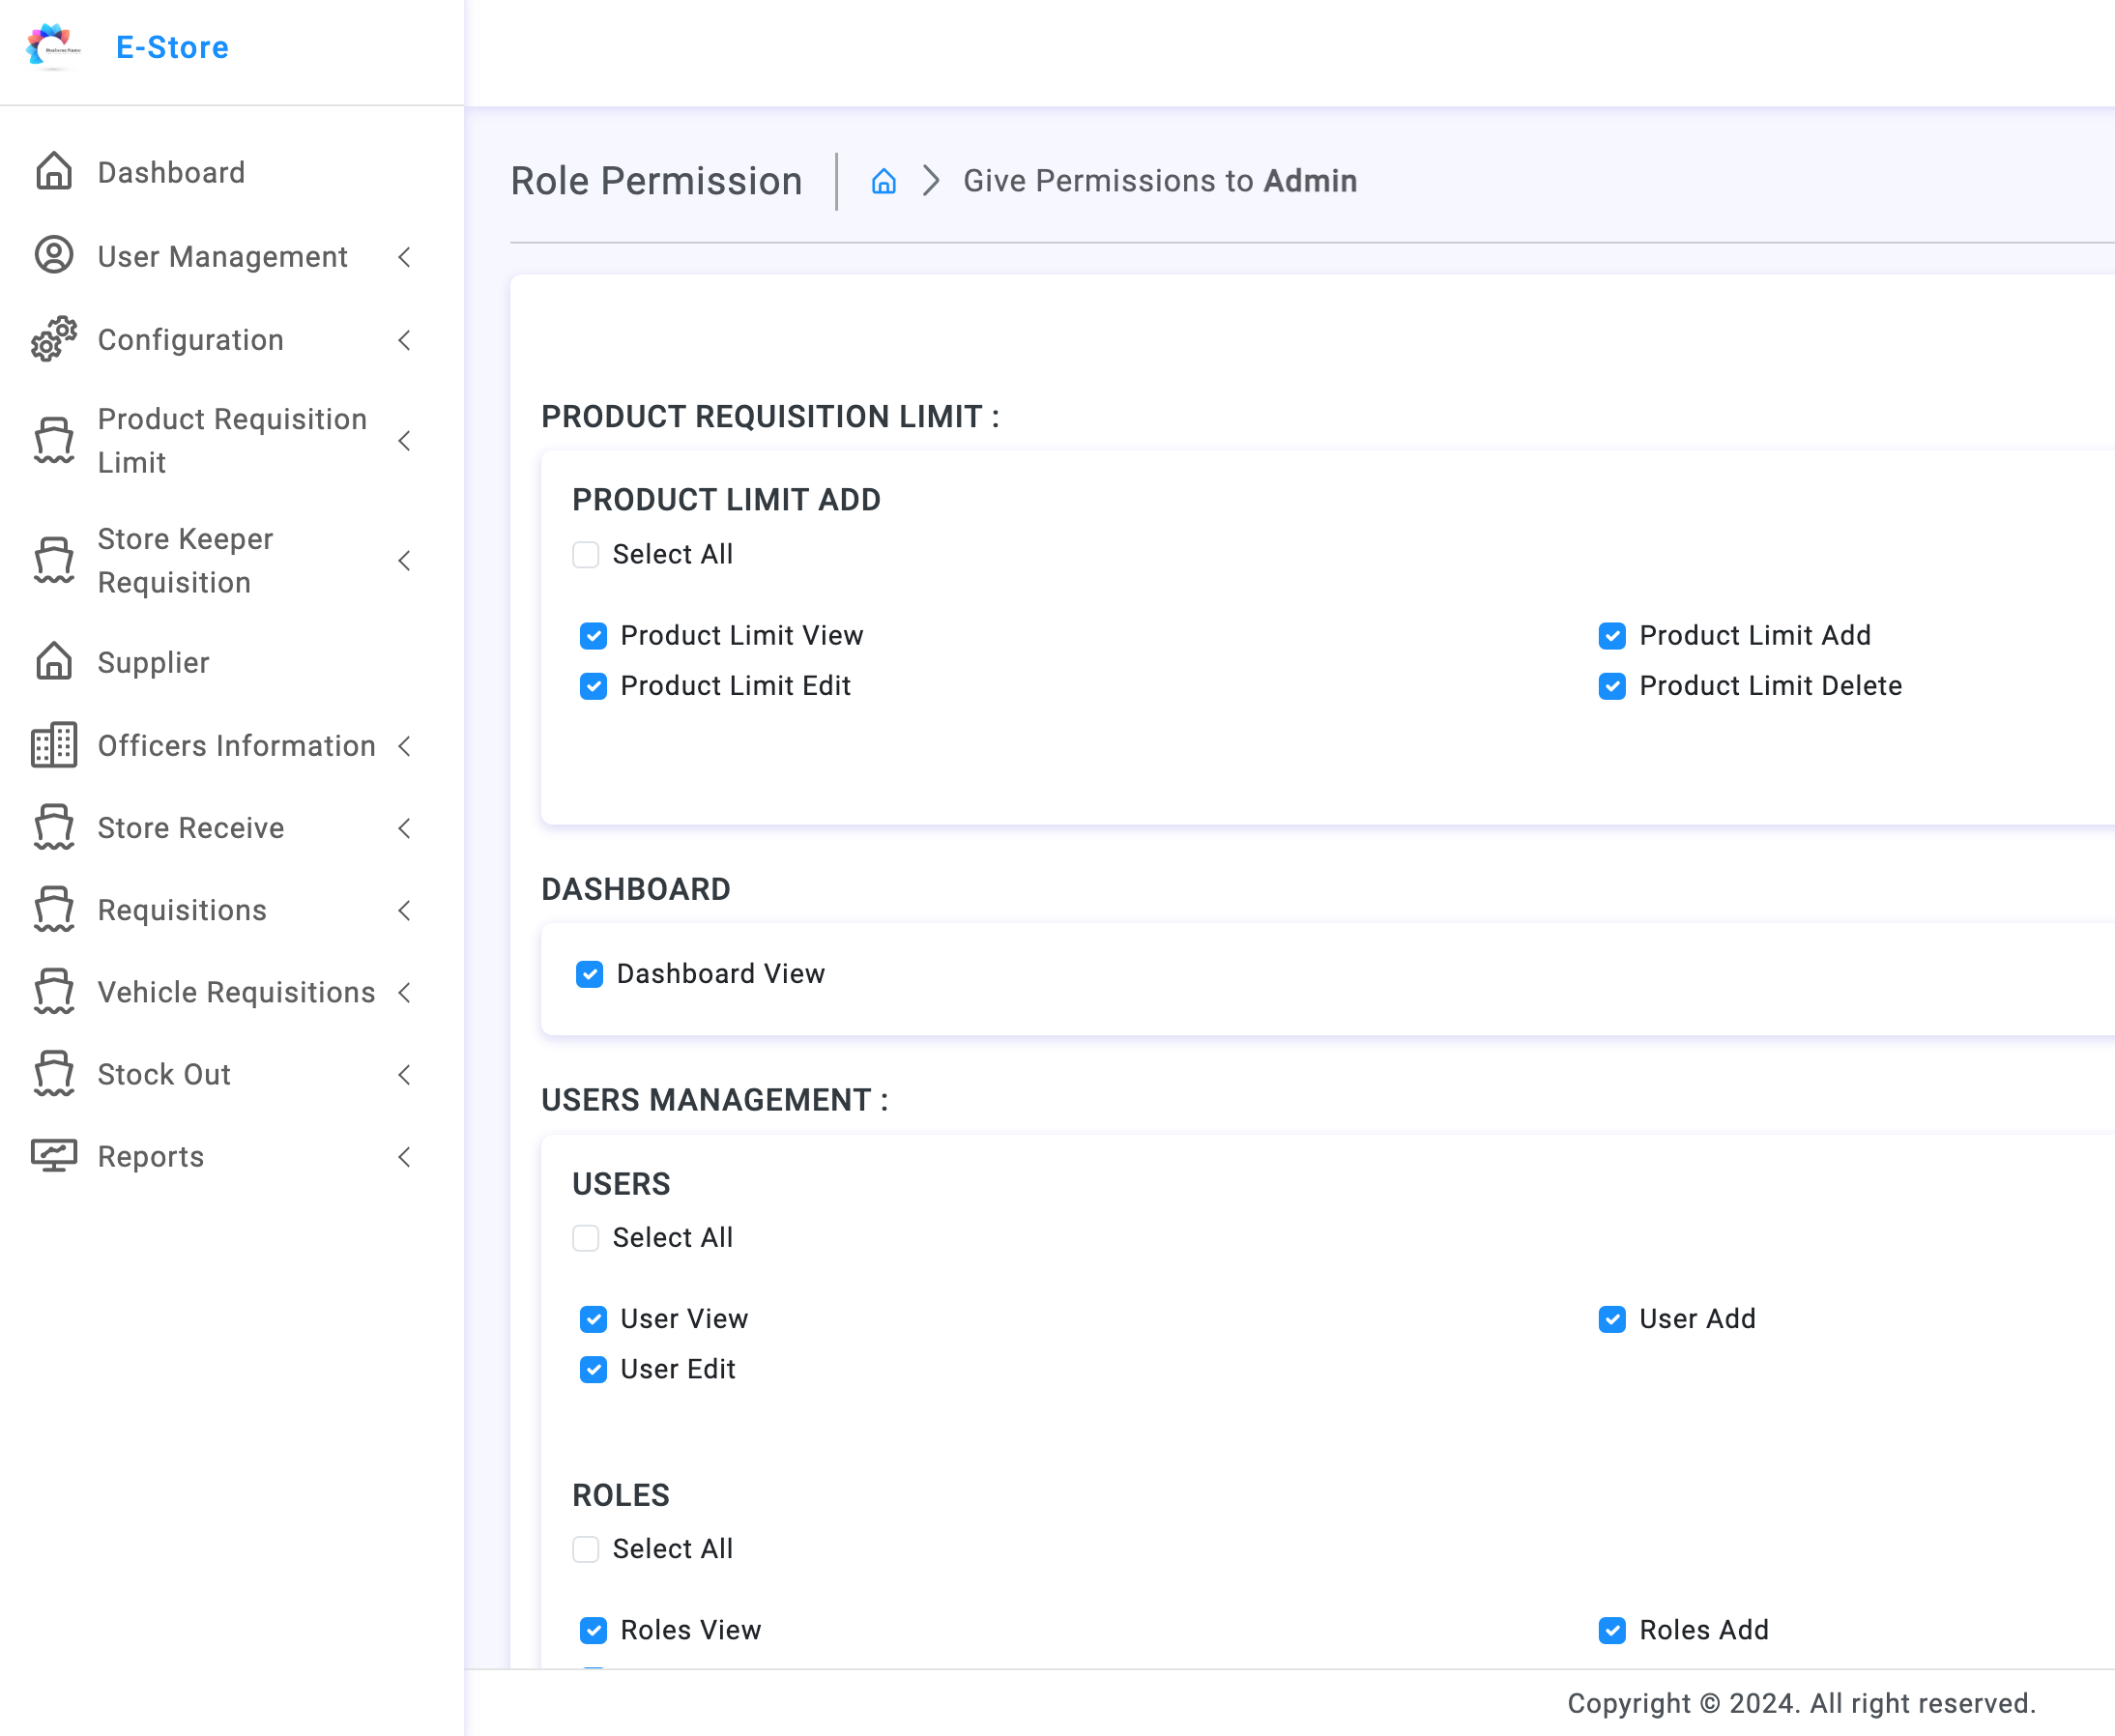 E-Store
Dashboard
User Management
Configuration
Product Requisition
Limit
Store Keeper
Requisition
Supplier
Officers Information
Store Receive
Requisitions
Vehicle Requisitions
Stock Out
Reports
Role Permission
Give Permissions to Admin
PRODUCT REQUISITION LIMIT :
PRODUCT LIMIT ADD
Select All
Product Limit View
Product Limit Add
Product Limit Edit
Product Limit Delete
DASHBOARD
Dashboard View
USERS MANAGEMENT :
USERS
Select All
User View
User Add
User Edit
ROLES
Select All
Roles View
Roles Add
Copyright © 2024. All right reserved.